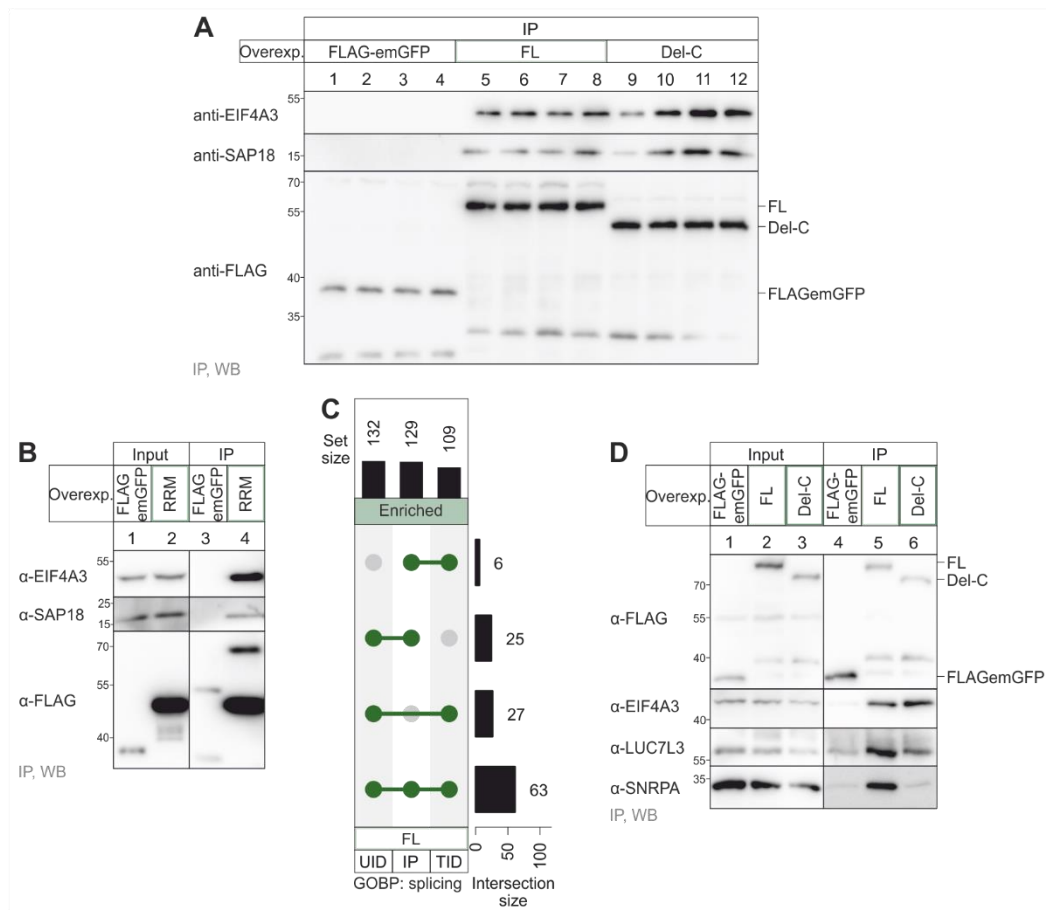 A
IP
Overexp. FLAG-emGFP FL Del-C
1 2 3 4 5 6 7 8 9 10 11 12
anti-EIF4A3 55
anti-SAP18 15
70
55 FL
Del-C
anti-FLAG 40
FLAGemGFP
35
IP, WB
B
Input IP
Overexp. FLAG emGFP RRM FLAG emGFP RRM
1 2 3 4
α-EIF4A3 55
α-SAP18 25
15
70
α-FLAG 55
40
IP, WB
C
Set size 132 129 109
Enriched
6
25
27
63
FL
UID IP TID
0 50 100
GOBP: splicing Intersection size
D
Input IP
Overexp. FLAG-emGFP FL Del-C FLAG-emGFP FL Del-C
1 2 3 4 5 6
FL
70 Del-C
α-FLAG 55
40
FLAGemGFP
α-EIF4A3
40
α-LUC7L3
55
α-SNRPA 35
IP, WB